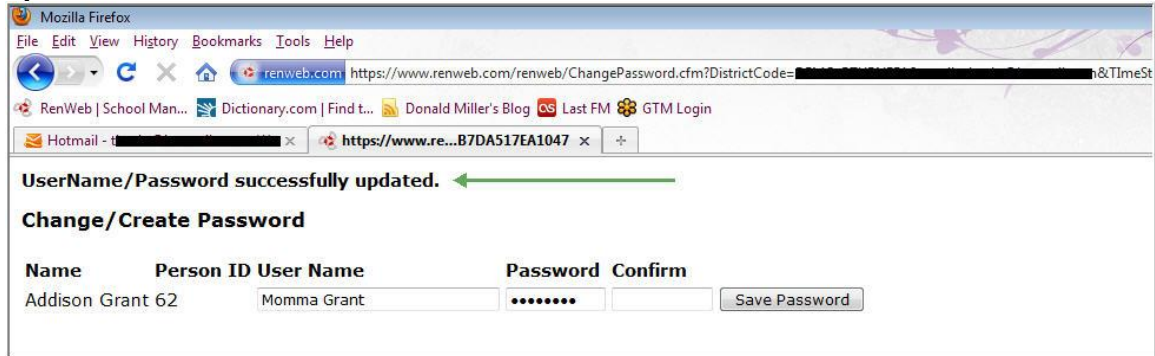 Mozilla Firefox
File Edit View History Bookmarks Tools Help
renweb.com https://www.renweb.com/renweb/ChangePassword.cfm?DistrictCode= n&TImeSt
RenWeb | School Man... Dictionary.com | Find t... Donald Miller's Blog Last FM GTM Login
Hotmail - t https://www.re...B7DA517EA1047
UserName/Password successfully updated.
Change/Create Password
Name Person ID User Name Password Confirm
Addison Grant 62 Momma Grant •••••••• Save Password